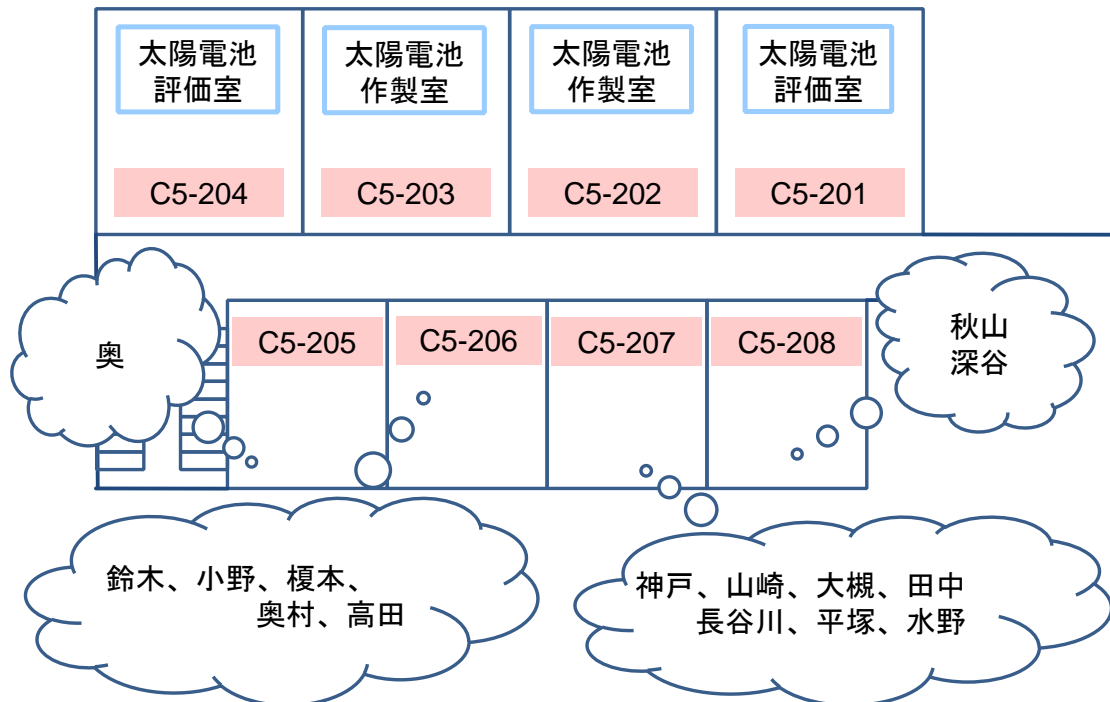 太陽電池
評価室
太陽電池
作製室
太陽電池
作製室
太陽電池
評価室
C5-204
C5-203
C5-202
C5-201
奥
C5-205
C5-206
C5-207
C5-208
秋山
深谷
鈴木、小野、榎本、
奥村、高田
神戸、山崎、大槻、田中
長谷川、平塚、水野